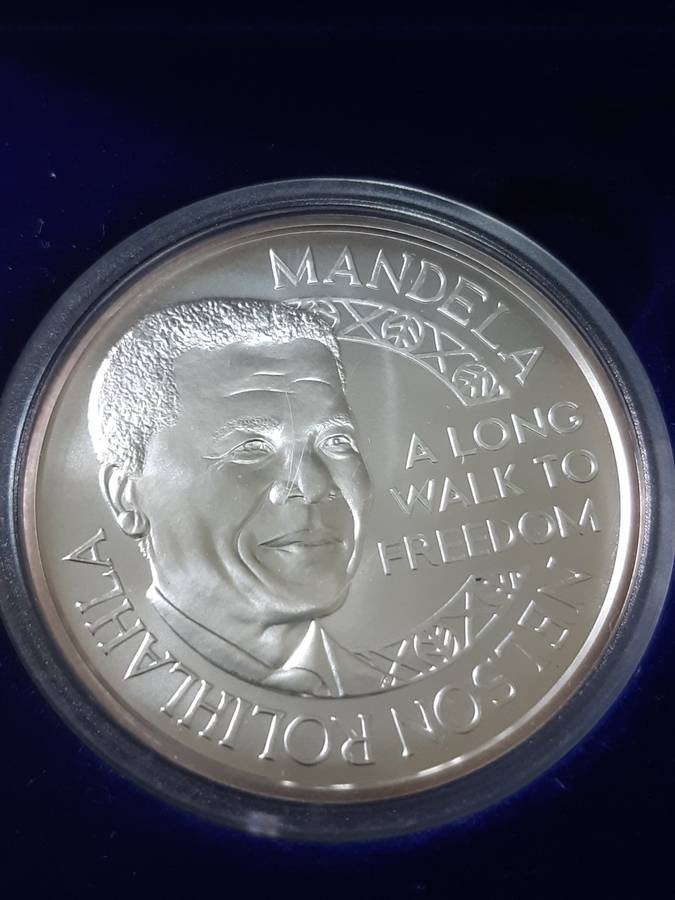 MANDELA
A LONG
WALK TO
FREEDOM
NELSON ROLIHLAHLA